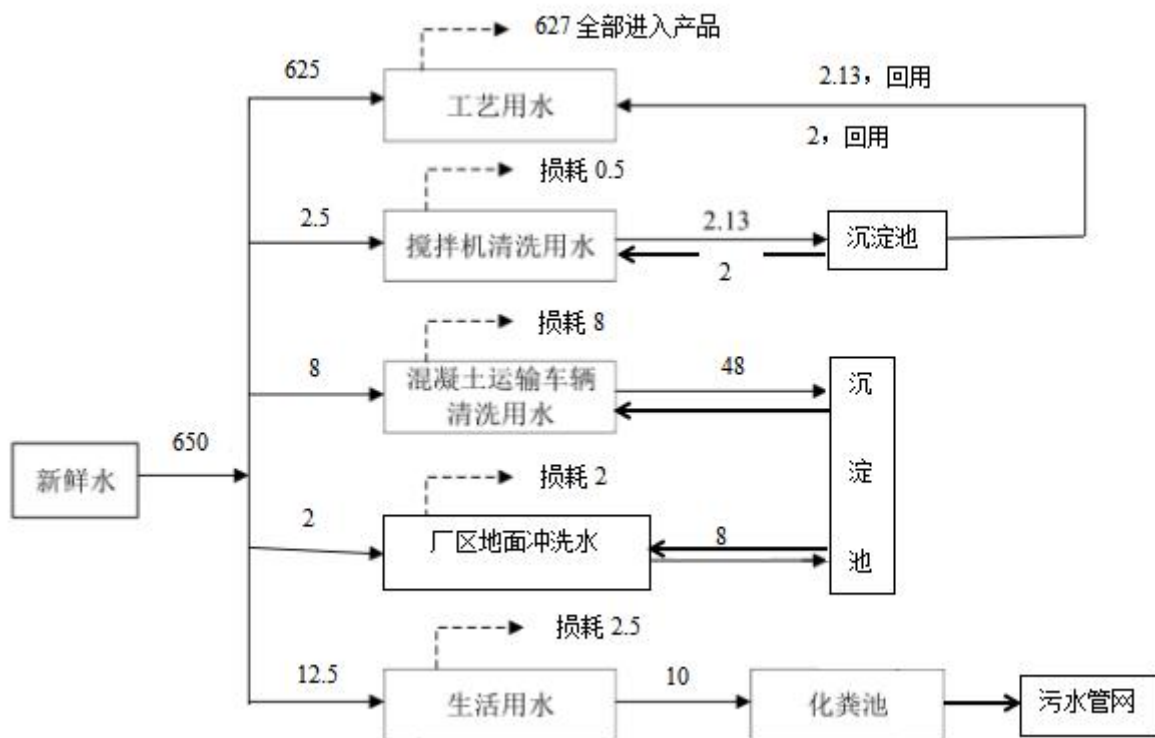 627 全部进入产品
625
工艺用水
2.13，回用
2，回用
损耗 0.5
2.5
搅拌机清洗用水
2.13
2
沉淀池
损耗 8
8
混凝土运输车辆
清洗用水
48
沉
淀
池
650
新鲜水
损耗 2
2
厂区地面冲洗水
8
损耗 2.5
12.5
生活用水
10
化粪池
污水管网